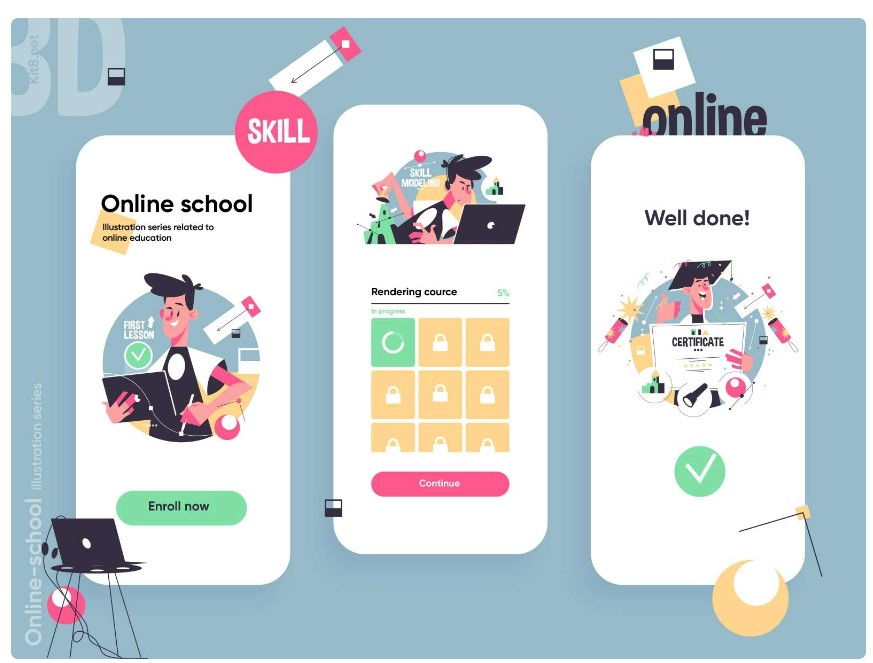 3D
Kit8.net
SKILL
online
Online school
Illustration series related to
online education
FIRST
LESSON
Enroll now
SKILL
MODELING
Rendering cource
5%
In progress
Continue
Well done!
CERTIFICATE
Online-school illustration series